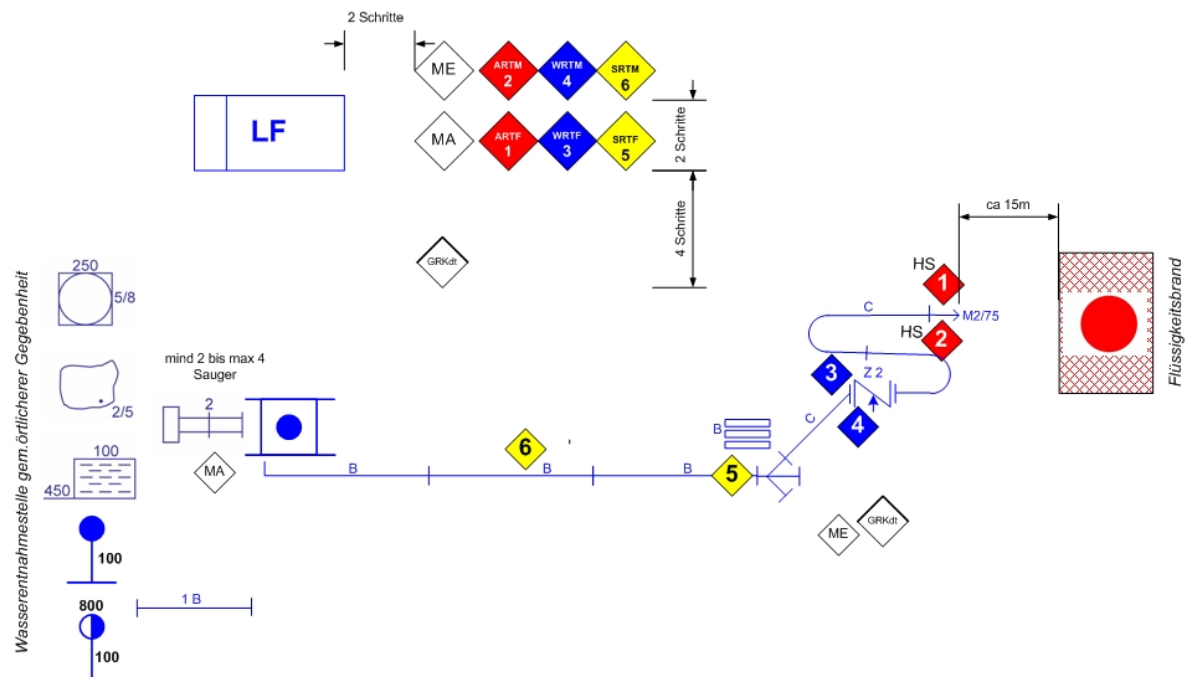 2 Schritte
ME
ARTM
2
WRTM
4
SRTM
6
LF
MA
ARTF
1
WRTF
3
SRTF
5
2 Schritte
4 Schritte
GRKdt
ca 15m
Wasserentnahmestelle gem.örtlicherer Gegebenheit
250
5/8
2/5
100
450
100
800
100
1 B
mind 2 bis max 4
Sauger
2
MA
B
6
B
B
5
B
C
3
Z 2
4
C
HS
1
M2/75
HS
2
ME
GRKdt
Flüssigkeitsbrand